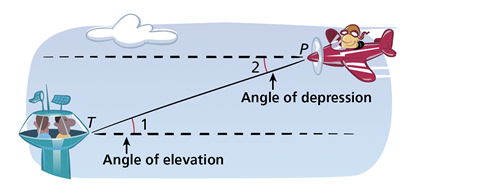 P
2
Angle of depression
T
1
Angle of elevation